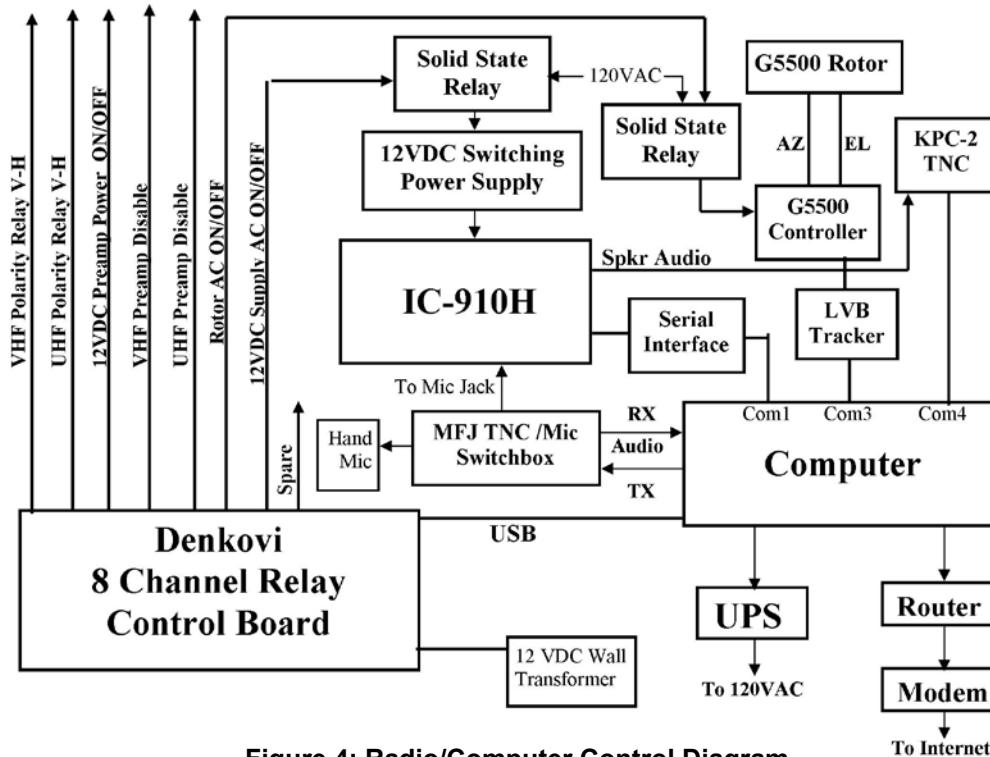 VHF Polarity Relay V-H
UHF Polarity Relay V-H
12VDC Preamp Power ON/OFF
VHF Preamp Disable
UHF Preamp Disable
Rotor AC ON/OFF
12VDC Supply AC ON/OFF
Spare
Solid State
Relay
120VAC
Solid State
Relay
G5500 Rotor
AZ
EL
KPC-2
TNC
12VDC Switching
Power Supply
G5500
Controller
IC-910H
Spkr Audio
Serial
Interface
LVB
Tracker
To Mic Jack
Hand
Mic
MFJ TNC /Mic
Switchbox
RX
Audio
TX
Com1
Com3
Com4
Computer
USB
Denkovi
8 Channel Relay
Control Board
12 VDC Wall
Transformer
UPS
To 120VAC
Router
Modem
To Internet
Figure 4: Radio/Computer Control Diagram